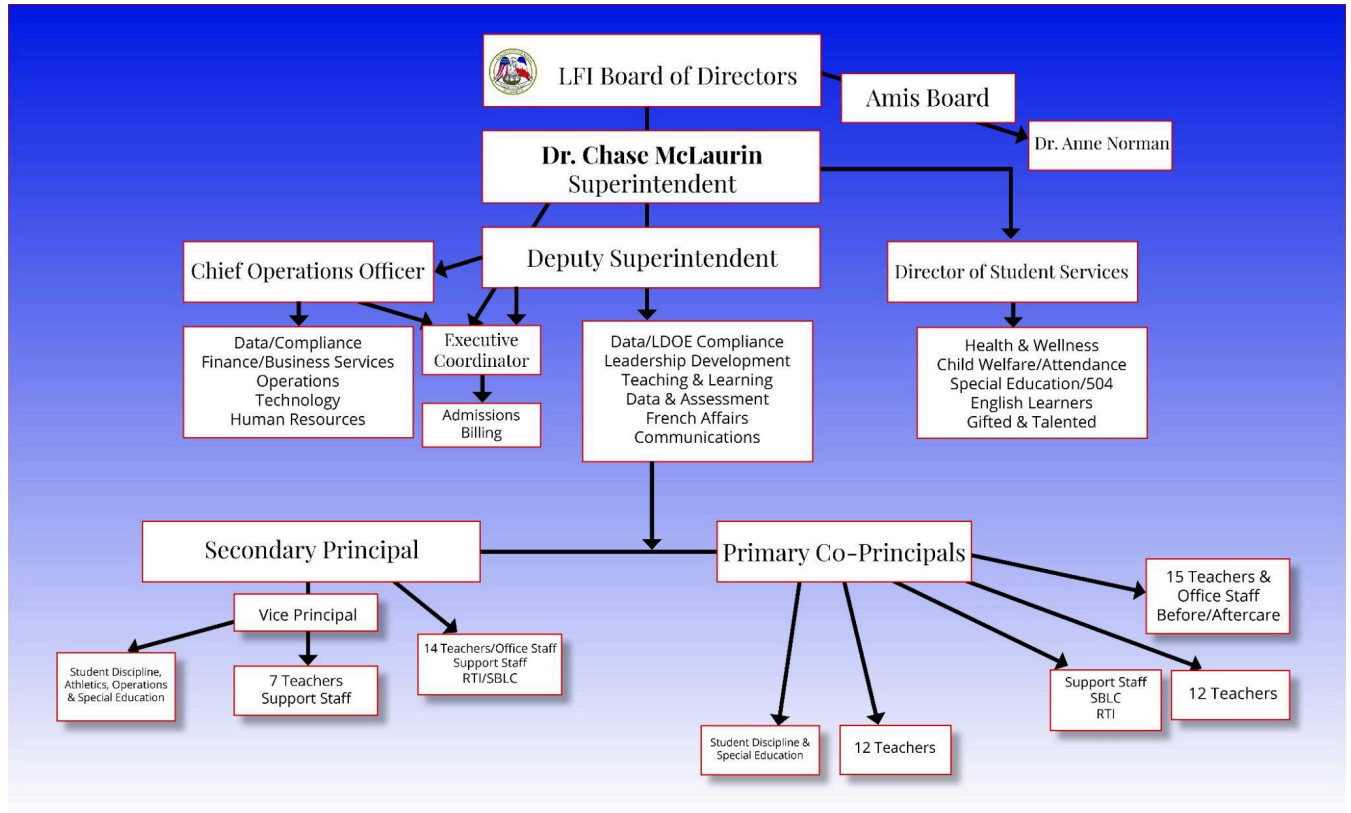 LFI Board of Directors
Amis Board
Dr. Anne Norman
Dr. Chase McLaurin
Superintendent
Chief Operations Officer
Deputy Superintendent
Director of Student Services
Data/Compliance
Finance/Business Services
Operations
Technology
Human Resources
Executive
Coordinator
Admissions
Billing
Data/LDOE Compliance
Leadership Development
Teaching & Learning
Data & Assessment
French Affairs
Communications
Health & Wellness
Child Welfare/Attendance
Special Education/504
English Learners
Gifted & Talented
Secondary Principal
Primary Co-Principals
Vice Principal
Student Discipline,
Athletics, Operations
& Special Education
7 Teachers
Support Staff
14 Teachers/Office Staff
Support Staff
RTI/SBLC
15 Teachers &
Office Staff
Before/Aftercare
Student Discipline &
Special Education
12 Teachers
Support Staff
SBLC
RTI
12 Teachers